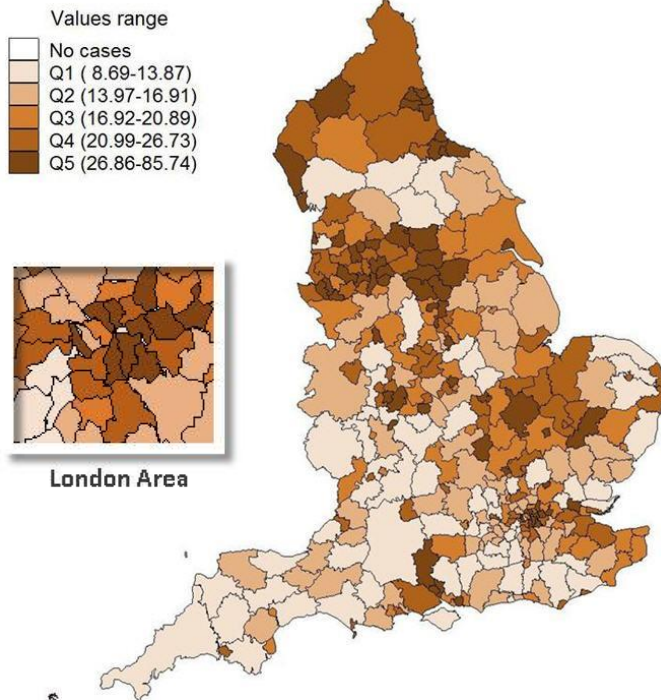 Values range
No cases
Q1 ( 8.69-13.87)
Q2 (13.97-16.91)
Q3 (16.92-20.89)
Q4 (20.99-26.73)
Q5 (26.86-85.74)
London Area